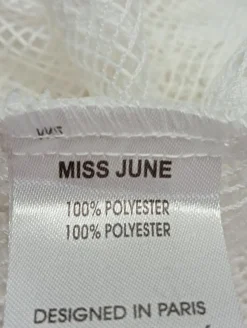 MISS JUNE
100% POLYESTER
100% POLYESTER
DESIGNED IN PARIS